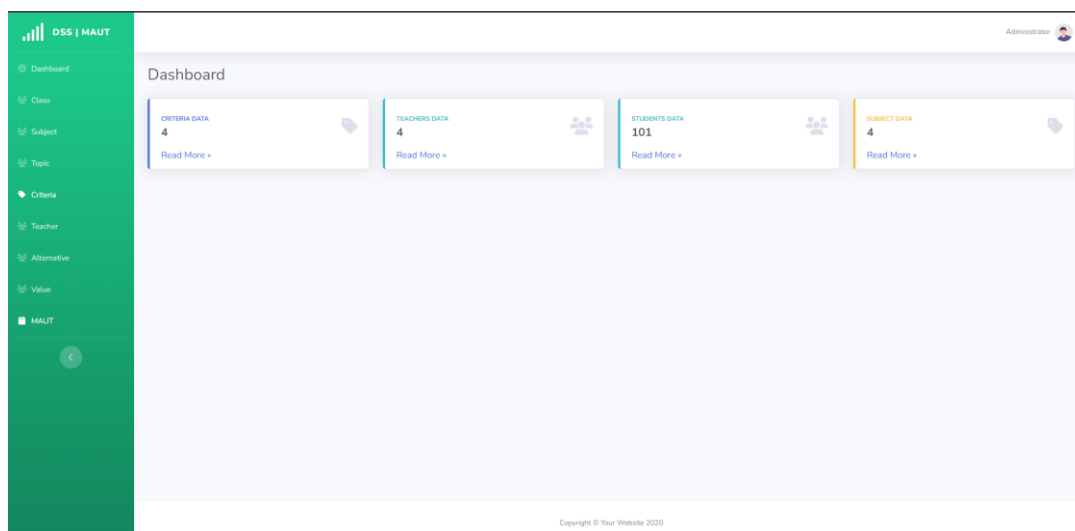 DSS | MAUT
Administrator
Dashboard
Class
Subject
Topic
Criteria
Teacher
Alternative
Value
MAUT
Dashboard
CRITERIA DATA
4
Read More »
TEACHERS DATA
4
Read More »
STUDENTS DATA
101
Read More »
SUBJECT DATA
4
Read More »
Copyright © Your Website 2020